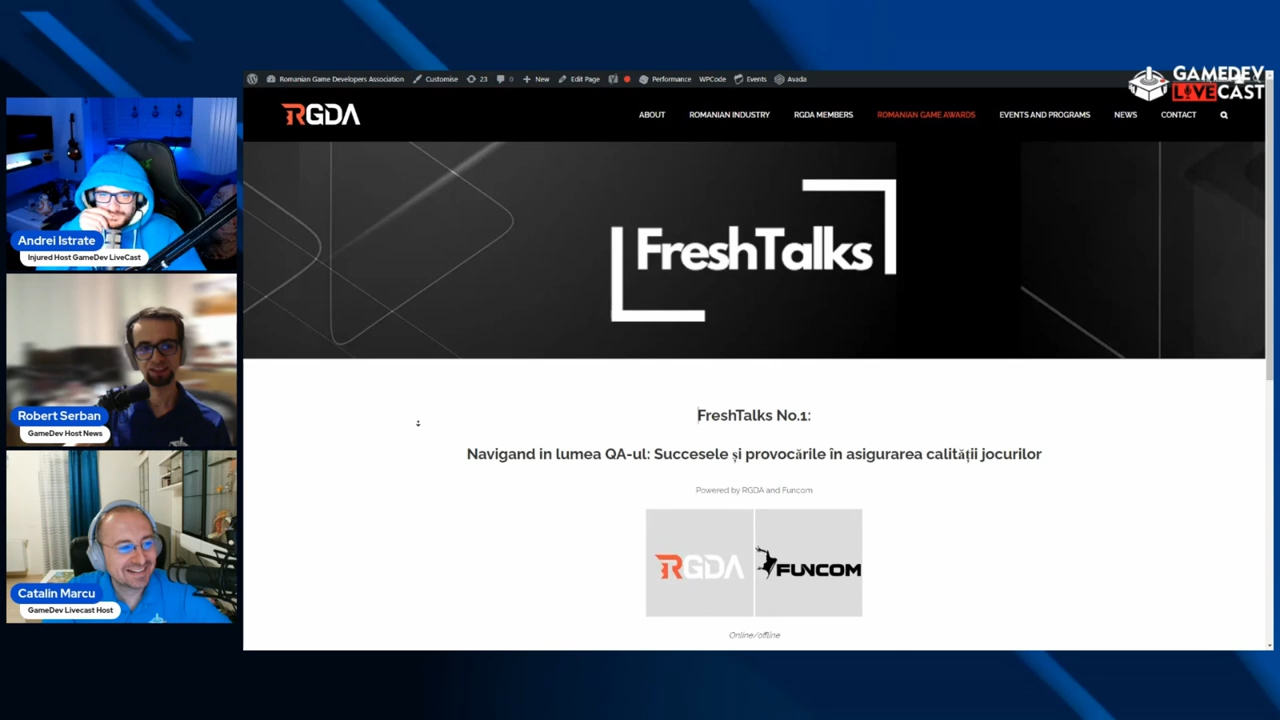 Romanian Game Developers Association Customise 23 0 New Edit Page Performance WPCode Events Avada
GAMEDEV
LIVECAST
RGDA ABOUT ROMANIAN INDUSTRY RGDA MEMBERS ROMANIAN GAME AWARDS EVENTS AND PROGRAMS NEWS CONTACT
FreshTalks
Andrei Istrate
Injured Host GameDev LiveCast
Robert Serban
GameDev Host News
Catalin Marcu
GameDev Livecast Host
FreshTalks No.1:
Navigand in lumea QA-ul: Succesele și provocările în asigurarea calității jocurilor
Powered by RGDA and Funcom
RGDA FUNCOM
Online/offline